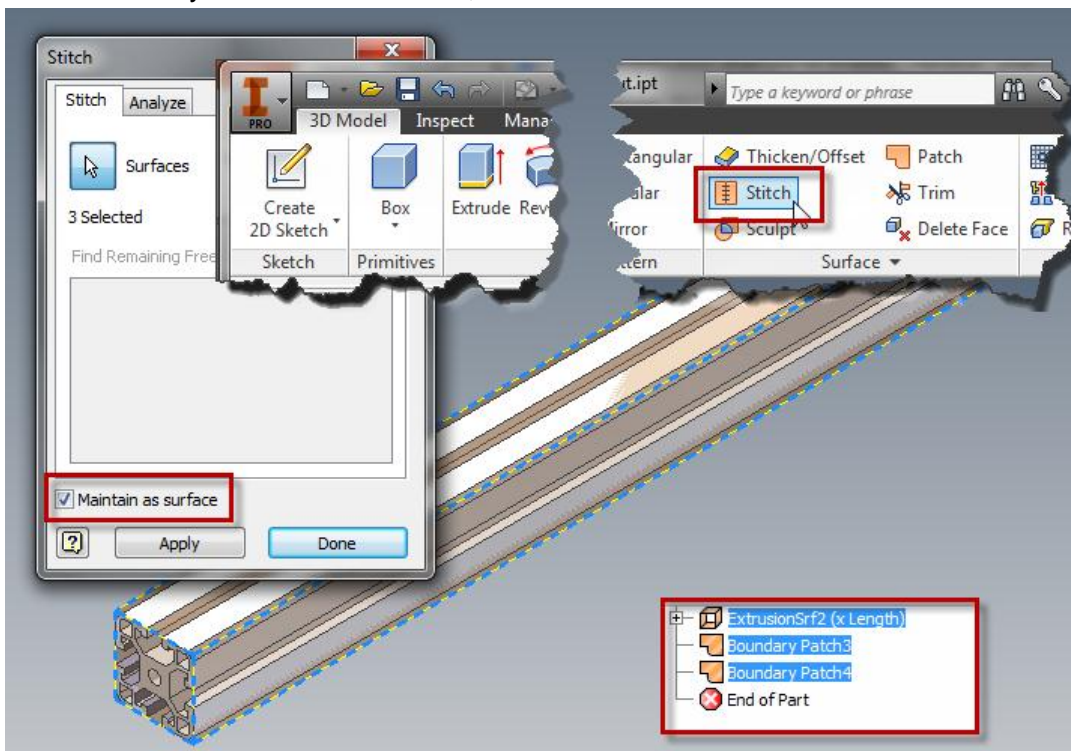 Stitch
Stitch Analyze
Surfaces
3 Selected
Find Remaining Free
Maintain as surface
Apply Done
PRO
3D Model Inspect
Create
2D Sketch
Box
Extrude
Sketch Primitives
t.ipt
Type a keyword or phrase
Thicken/Offset Patch
Stitch Trim
Sculpt Delete Face
Surface
ExtrusionSrf2 (x Length)
Boundary Patch3
Boundary Patch4
End of Part